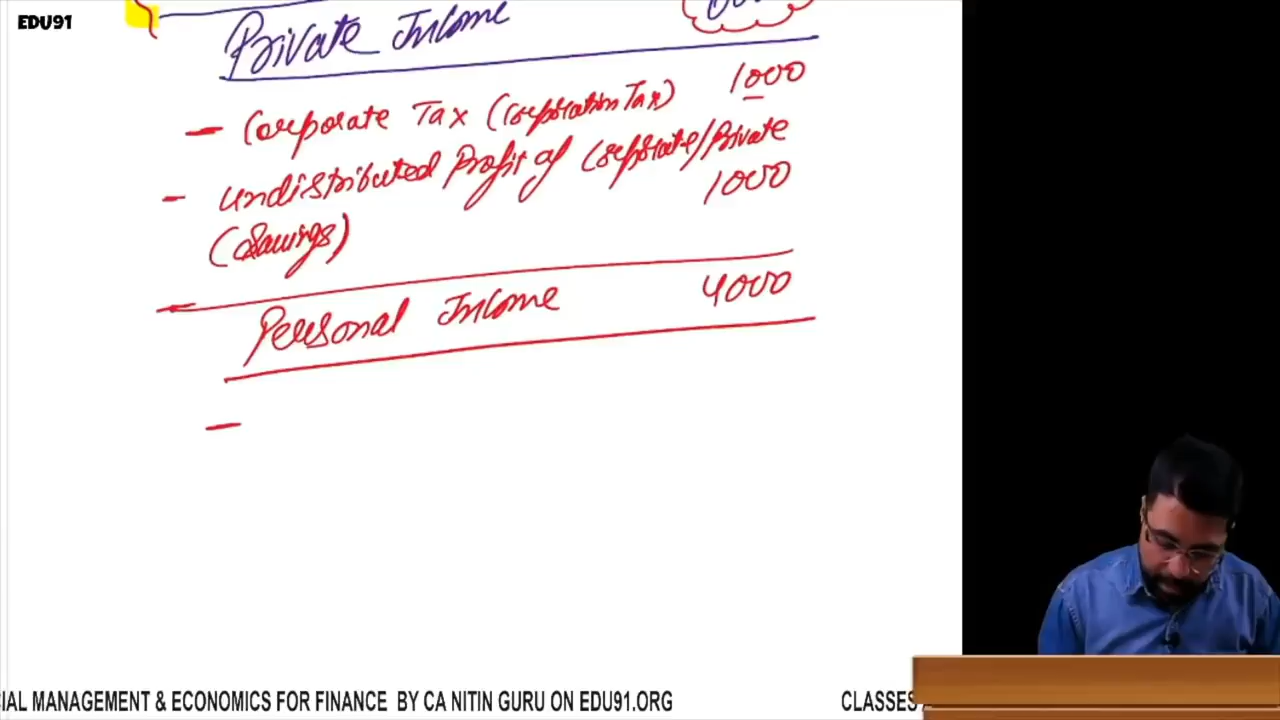 EDU91
Private Income
- Corporate Tax (Corporation Tax) 1000
- Undistributed Profit of Corporate/Private
(Savings) 1000
Personal Income 4000
-
CIAL MANAGEMENT & ECONOMICS FOR FINANCE BY CA NITIN GURU ON EDU91.ORG
CLASSES